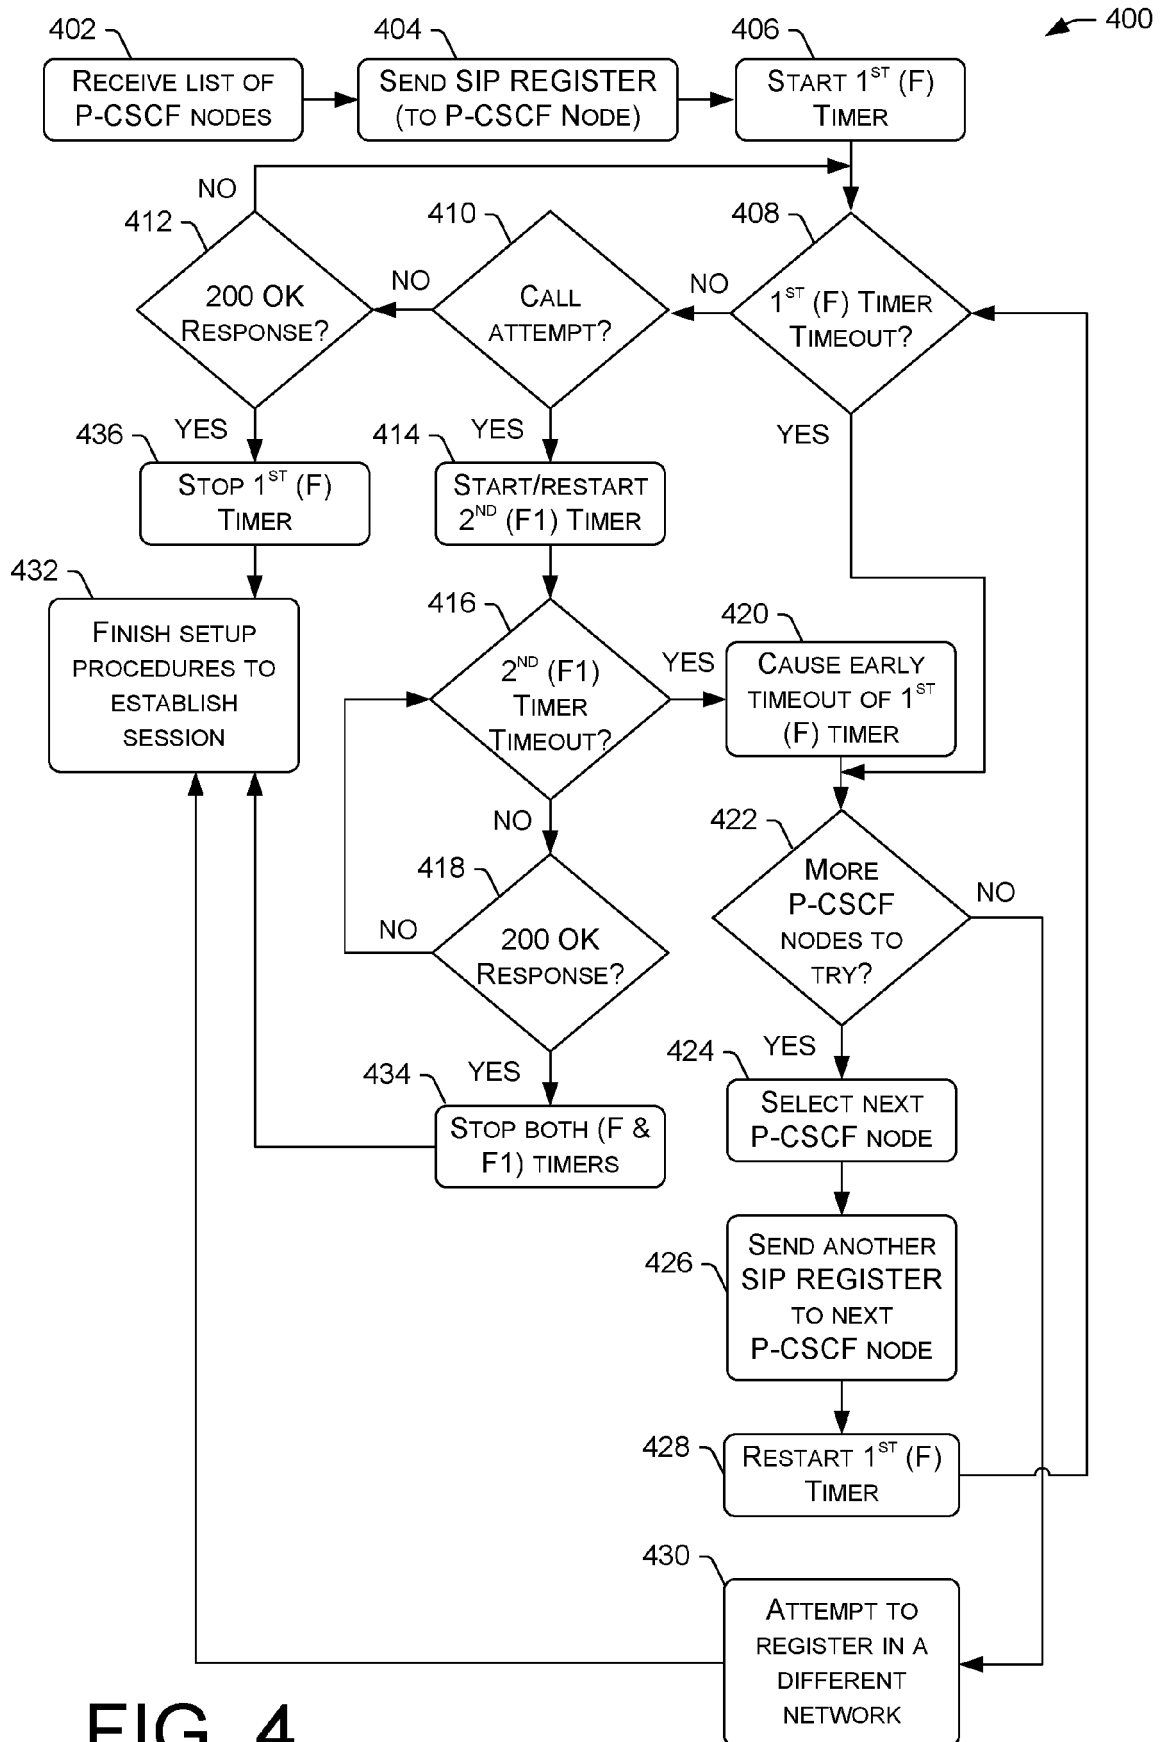 400
402
404
406
RECEIVE LIST OF
P-CSCF NODES
SEND SIP REGISTER
(TO P-CSCF NODE)
START 1ST (F)
TIMER
NO
412
410
408
200 OK
RESPONSE?
NO
CALL
ATTEMPT?
NO
1ST (F) TIMER
TIMEOUT?
YES
YES
YES
436
414
STOP 1ST (F)
TIMER
START/RESTART
2ND (F1) TIMER
432
416
420
FINISH SETUP
PROCEDURES TO
ESTABLISH
SESSION
2ND (F1)
TIMER
TIMEOUT?
YES
CAUSE EARLY
TIMEOUT OF 1ST
(F) TIMER
NO
422
418
MORE
P-CSCF
NODES TO
TRY?
NO
NO
200 OK
RESPONSE?
YES
YES
434
424
STOP BOTH (F &
F1) TIMERS
SELECT NEXT
P-CSCF NODE
426
SEND ANOTHER
SIP REGISTER
TO NEXT
P-CSCF NODE
428
RESTART 1ST (F)
TIMER
430
ATTEMPT TO
REGISTER IN A
DIFFERENT
NETWORK
FIG. 4